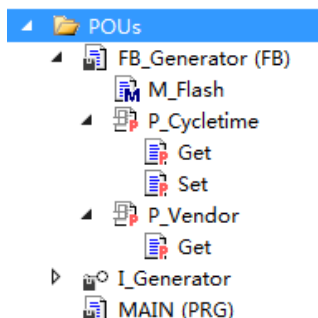 POUs
FB_Generator (FB)
M_Flash
P_Cycletime
Get
Set
P_Vendor
Get
I_Generator
MAIN (PRG)